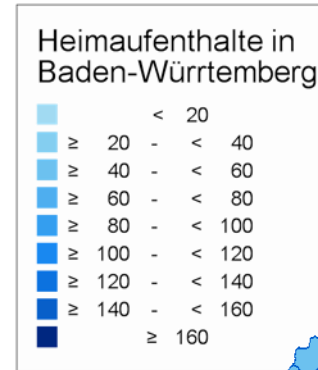 Heimaufenthalte in
Baden-Würrtemberg
< 20
≥ 20 - < 40
≥ 40 - < 60
≥ 60 - < 80
≥ 80 - < 100
≥ 100 - < 120
≥ 120 - < 140
≥ 140 - < 160
≥ 160